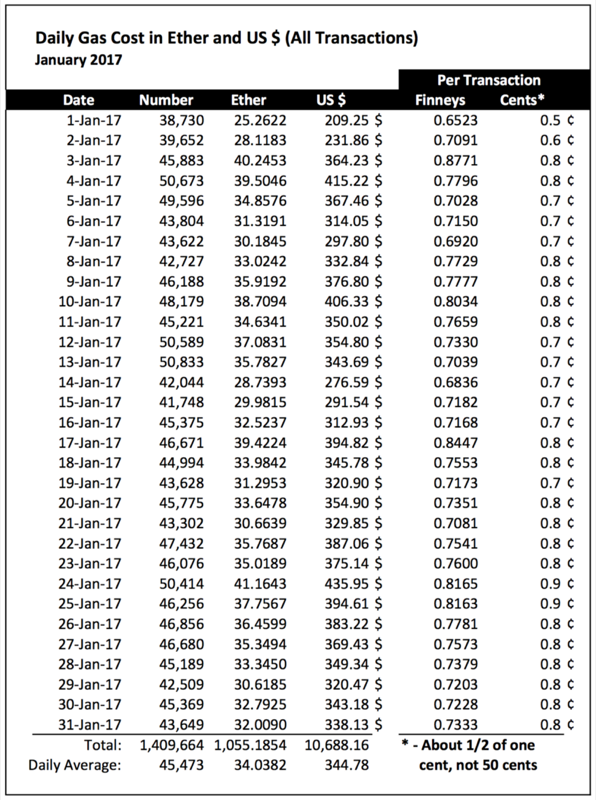 Daily Gas Cost in Ether and US $ (All Transactions)
January 2017
Per Transaction
Date Number Ether US $ Finneys Cents*
1-Jan-17 38,730 25.2622 209.25 $ 0.6523 0.5 ¢
2-Jan-17 39,652 28.1183 231.86 $ 0.7091 0.6 ¢
3-Jan-17 45,883 40.2453 364.23 $ 0.8771 0.8 ¢
4-Jan-17 50,673 39.5046 415.22 $ 0.7796 0.8 ¢
5-Jan-17 49,596 34.8576 367.46 $ 0.7028 0.7 ¢
6-Jan-17 43,804 31.3191 314.05 $ 0.7150 0.7 ¢
7-Jan-17 43,622 30.1845 297.80 $ 0.6920 0.7 ¢
8-Jan-17 42,727 33.0242 332.84 $ 0.7729 0.8 ¢
9-Jan-17 46,188 35.9192 376.80 $ 0.7777 0.8 ¢
10-Jan-17 48,179 38.7094 406.33 $ 0.8034 0.8 ¢
11-Jan-17 45,221 34.6341 350.02 $ 0.7659 0.8 ¢
12-Jan-17 50,589 37.0831 354.80 $ 0.7330 0.7 ¢
13-Jan-17 50,833 35.7827 343.69 $ 0.7039 0.7 ¢
14-Jan-17 42,044 28.7393 276.59 $ 0.6836 0.7 ¢
15-Jan-17 41,748 29.9815 291.54 $ 0.7182 0.7 ¢
16-Jan-17 45,375 32.5237 312.93 $ 0.7168 0.7 ¢
17-Jan-17 46,671 39.4224 394.82 $ 0.8447 0.8 ¢
18-Jan-17 44,994 33.9842 345.78 $ 0.7553 0.8 ¢
19-Jan-17 43,628 31.2953 320.90 $ 0.7173 0.7 ¢
20-Jan-17 45,775 33.6478 354.90 $ 0.7351 0.8 ¢
21-Jan-17 43,302 30.6639 329.85 $ 0.7081 0.8 ¢
22-Jan-17 47,432 35.7687 387.06 $ 0.7541 0.8 ¢
23-Jan-17 46,076 35.0189 375.14 $ 0.7600 0.8 ¢
24-Jan-17 50,414 41.1643 435.95 $ 0.8165 0.9 ¢
25-Jan-17 46,256 37.7567 394.61 $ 0.8163 0.9 ¢
26-Jan-17 46,856 36.4599 383.22 $ 0.7781 0.8 ¢
27-Jan-17 46,680 35.3494 369.43 $ 0.7573 0.8 ¢
28-Jan-17 45,189 33.3450 349.34 $ 0.7379 0.8 ¢
29-Jan-17 42,509 30.6185 320.47 $ 0.7203 0.8 ¢
30-Jan-17 45,369 32.7925 343.18 $ 0.7228 0.8 ¢
31-Jan-17 43,649 32.0090 338.13 $ 0.7333 0.8 ¢
Total: 1,409,664 1,055.1854 10,688.16 * - About 1/2 of one
Daily Average: 45,473 34.0382 344.78 cent, not 50 cents